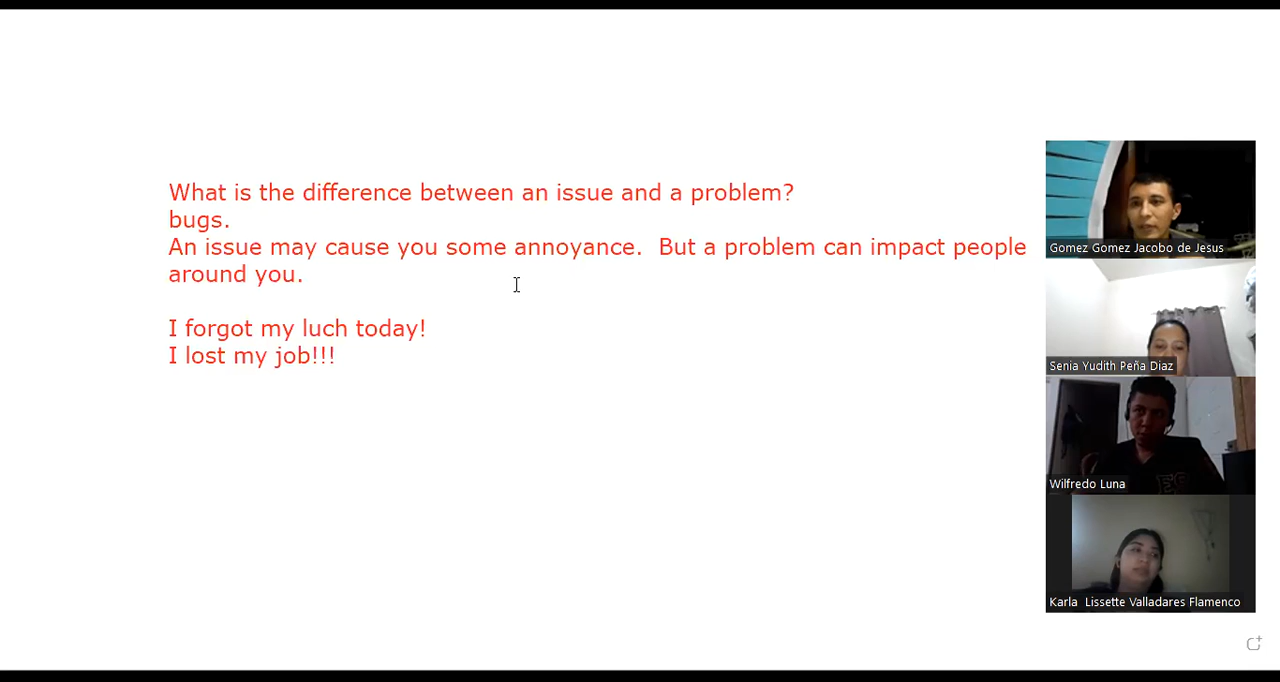 What is the difference between an issue and a problem?
bugs.
An issue may cause you some annoyance.  But a problem can impact people
around you.
I forgot my luch today!
I lost my job!!!
Gomez Gomez Jacobo de Jesus
Senia Yudith Peña Diaz
Wilfredo Luna
Karla  Lissette Valladares Flamenco